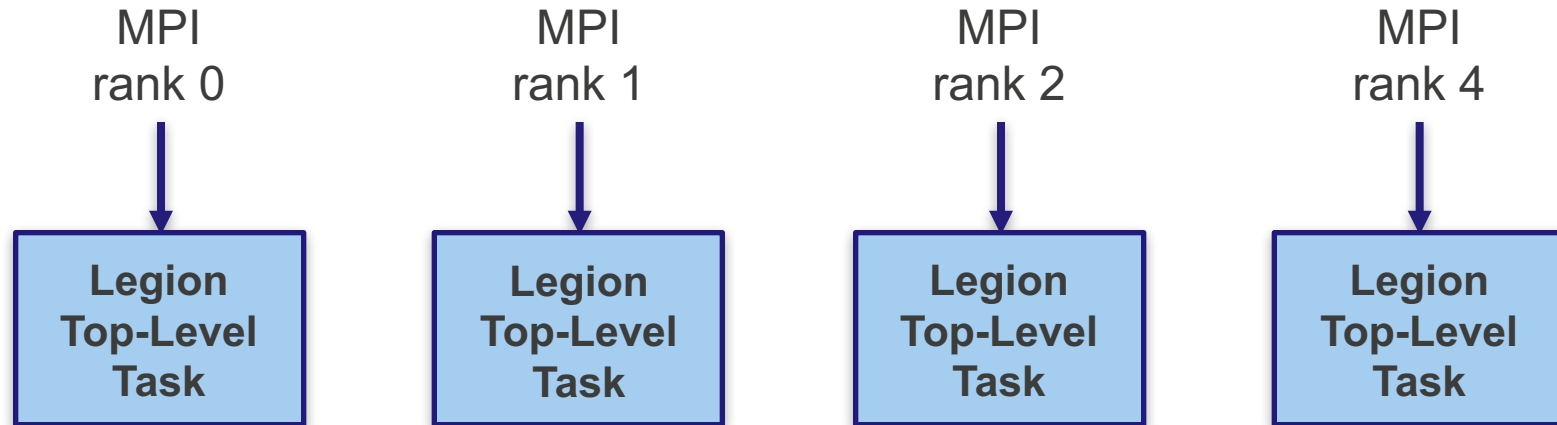 MPI
rank 0
MPI
rank 1
MPI
rank 2
MPI
rank 4
Legion
Top-Level
Task
Legion
Top-Level
Task
Legion
Top-Level
Task
Legion
Top-Level
Task